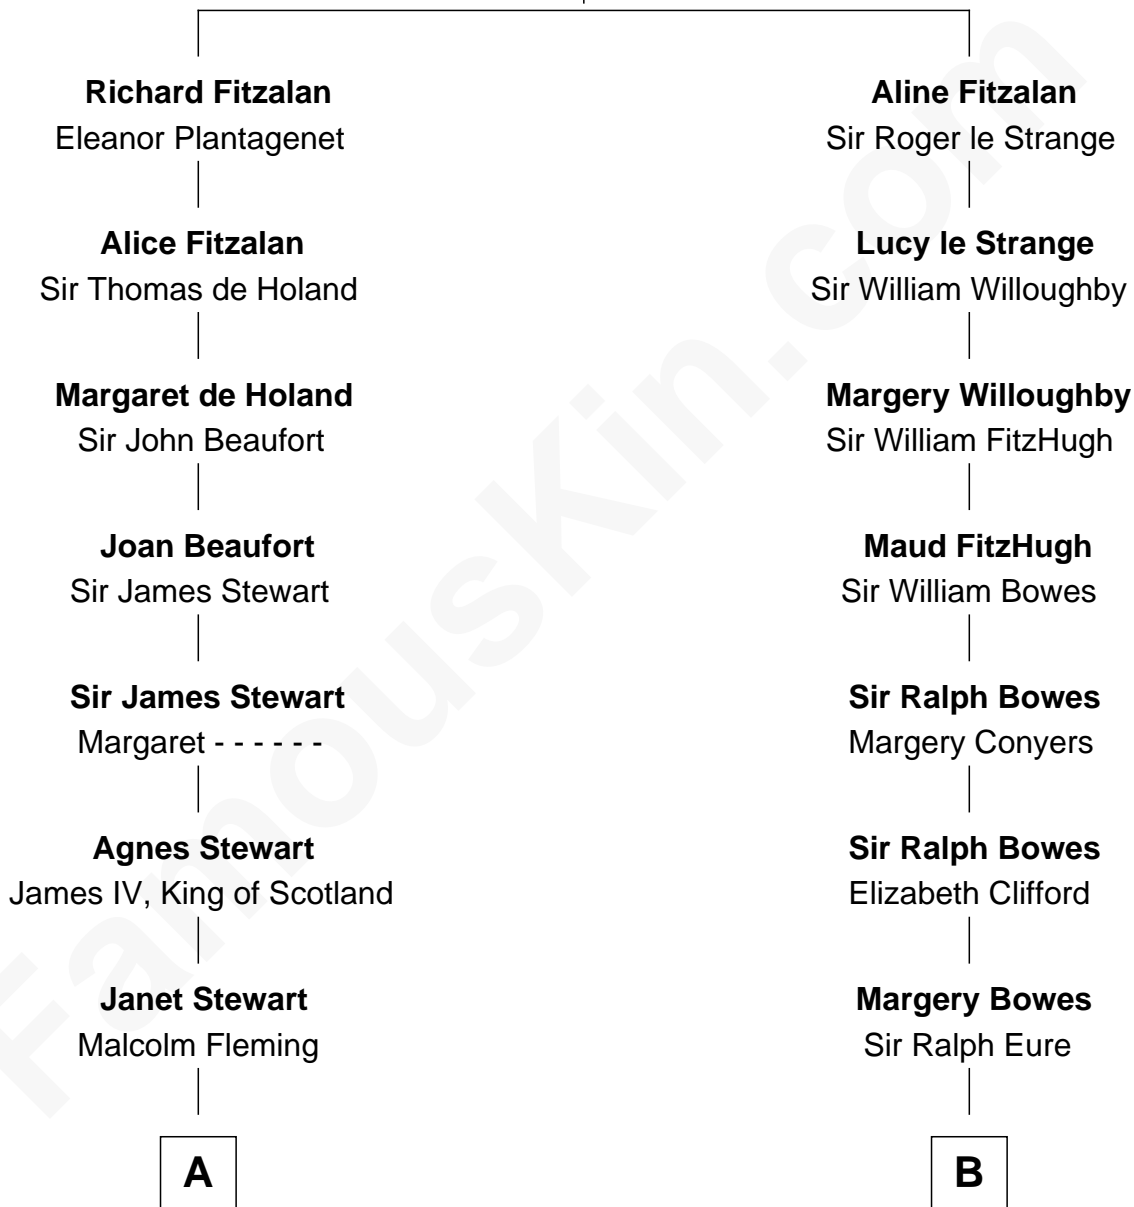 Richard Fitzalan
Eleanor Plantagenet
Alice Fitzalan
Sir Thomas de Holand
Margaret de Holand
Sir John Beaufort
Joan Beaufort
Sir James Stewart
Sir James Stewart
Margaret - - - - - -
Agnes Stewart
James IV, King of Scotland
Janet Stewart
Malcolm Fleming
A
Aline Fitzalan
Sir Roger le Strange
Lucy le Strange
Sir William Willoughby
Margery Willoughby
Sir William FitzHugh
Maud FitzHugh
Sir William Bowes
Sir Ralph Bowes
Margery Conyers
Sir Ralph Bowes
Elizabeth Clifford
Margery Bowes
Sir Ralph Eure
B
FamousKin.com